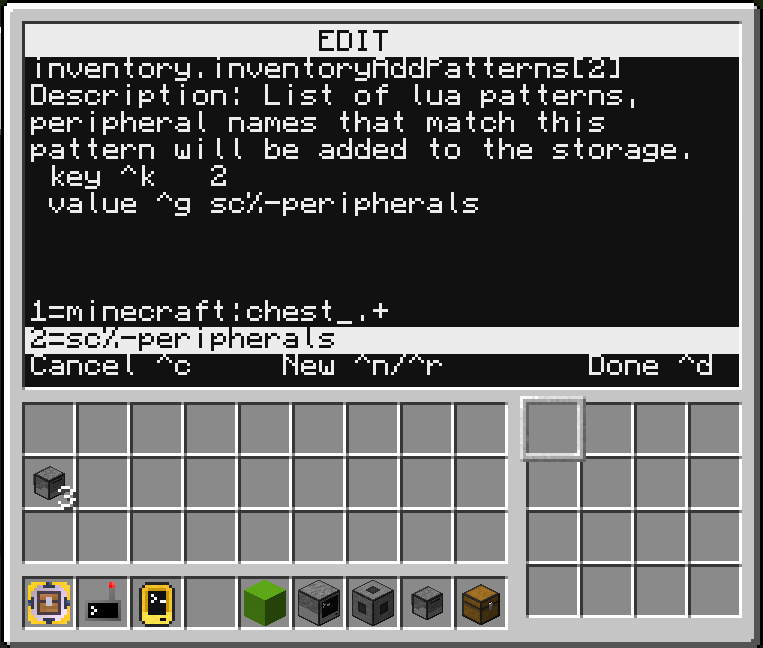 EDIT
inventory.inventoryAddPatterns[2]
Description: List of lua patterns,
peripheral names that match this
pattern will be added to the storage.
key ^k 2
value ^g sc%-peripherals
1=minecraft:chest_.+
2=sc%-peripherals
Cancel ^c New ^n/^r Done ^d
3